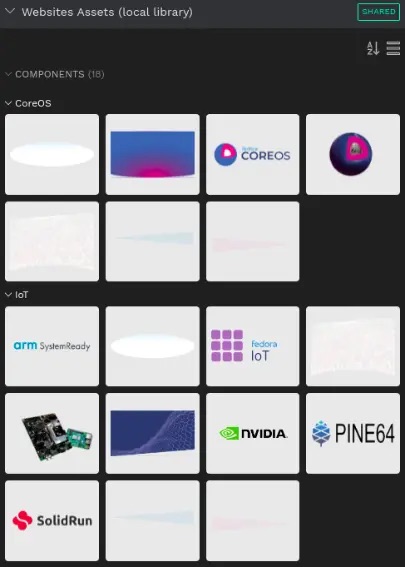 Websites Assets (local library)
SHARED
COMPONENTS (18)
CoreOS
fedora
COREOS
IoT
arm SystemReady
fedora
IoT
NVIDIA.
PINE64
SolidRun